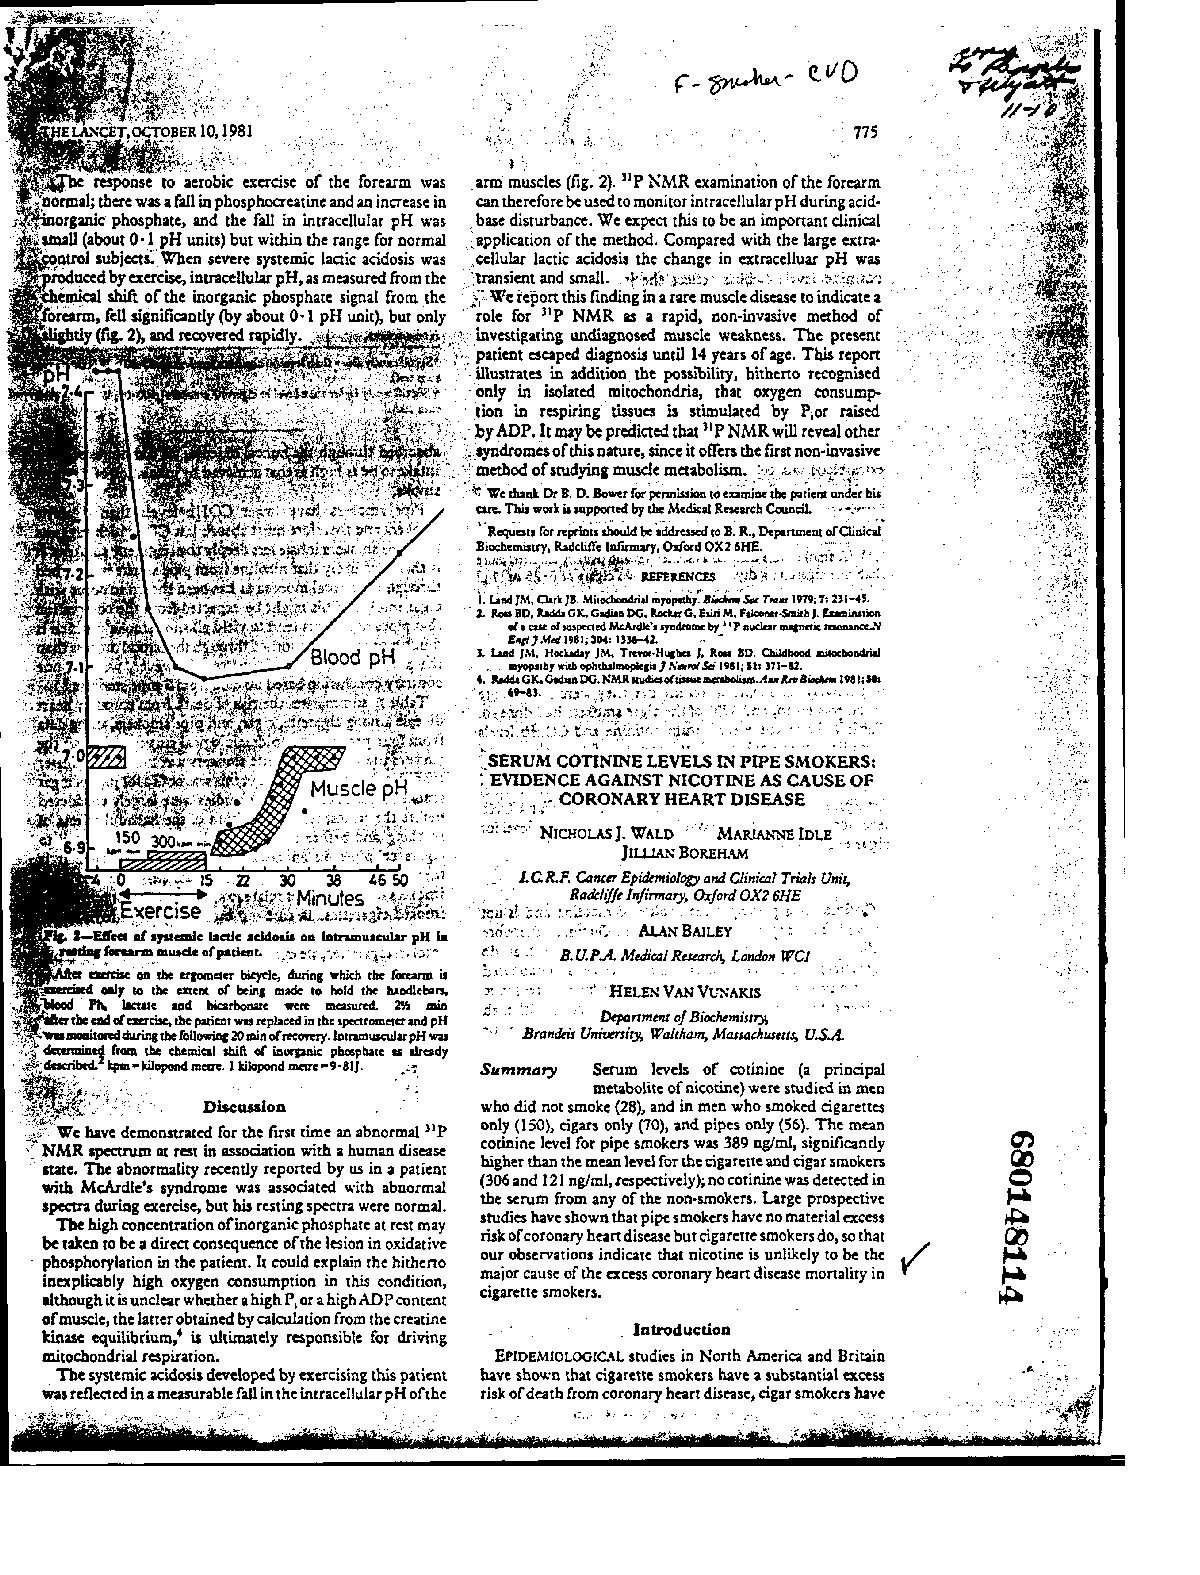 F-smoker- CVD
copy
to
11-10
THE LANCET, OCTOBER 10, 1981
775
The response to aerobic exercise of the forearm was
normal; there was a fall in phosphocreatine and an increase in
inorganic phosphate, and the fall in intracellular pH was
small (about 0·1 pH units) but within the range for normal
control subjects. When severe systemic lactic acidosis was
produced by exercise, intracellular pH, as measured from the
chemical shift of the inorganic phosphate signal from the
forearm, fell significantly (by about 0·1 pH unit), but only
slightly (fig. 2), and recovered rapidly.
pH
7·4
7·3
7·2
7·1
7·0
6·9
Blood pH
Muscle pH
150
300 kpm min
-4 0 15 22 30 38 46 50
Exercise
Minutes
Fig. 2—Effect of systemic lactic acidosis on intramuscular pH in
resting forearm muscle of patient.
After exercise on the ergometer bicycle, during which the forearm is
exercised only to the extent of being made to hold the handlebars,
blood Ph, lactate and bicarbonate were measured. 2½ min
after the end of exercise, the patient was replaced in the spectrometer and pH
was monitored during the following 20 min of recovery. Intramuscular pH was
determined from the chemical shift of inorganic phosphate as already
described.² kpm=kilopond metre. 1 kilopond metre=9·81J.
Discussion
We have demonstrated for the first time an abnormal ³¹P
NMR spectrum at rest in association with a human disease
state. The abnormality recently reported by us in a patient
with McArdle's syndrome was associated with abnormal
spectra during exercise, but his resting spectra were normal.
The high concentration of inorganic phosphate at rest may
be taken to be a direct consequence of the lesion in oxidative
phosphorylation in the patient. It could explain the hitherto
inexplicably high oxygen consumption in this condition,
although it is unclear whether a high Pᵢ or a high ADP content
of muscle, the latter obtained by calculation from the creatine
kinase equilibrium,⁴ is ultimately responsible for driving
mitochondrial respiration.
The systemic acidosis developed by exercising this patient
was reflected in a measurable fall in the intracellular pH of the
arm muscles (fig. 2). ³¹P NMR examination of the forearm
can therefore be used to monitor intracellular pH during acid-
base disturbance. We expect this to be an important clinical
application of the method. Compared with the large extra-
cellular lactic acidosis the change in extracelluar pH was
transient and small.
We report this finding in a rare muscle disease to indicate a
role for ³¹P NMR as a rapid, non-invasive method of
investigating undiagnosed muscle weakness. The present
patient escaped diagnosis until 14 years of age. This report
illustrates in addition the possibility, hitherto recognised
only in isolated mitochondria, that oxygen consump-
tion in respiring tissues is stimulated by Pᵢ or raised
by ADP. It may be predicted that ³¹P NMR will reveal other
syndromes of this nature, since it offers the first non-invasive
method of studying muscle metabolism.
We thank Dr B. D. Bower for permission to examine the patient under his
care. This work is supported by the Medical Research Council.
Requests for reprints should be addressed to B. R., Department of Clinical
Biochemistry, Radcliffe Infirmary, Oxford OX2 6HE.
REFERENCES
1. Land JM, Clark JB. Mitochondrial myopathy. Biochem Soc Trans 1979; 7: 231-45.
2. Ross BD, Radda GK, Gadian DG, Rocker G, Esiri M, Falconer-Smith J. Examination
of a case of suspected McArdle's syndrome by ³¹P nuclear magnetic resonance. N
Engl J Med 1981; 304: 1338-42.
3. Land JM, Hockaday JM, Trevor-Hughes J, Ross BD. Childhood mitochondrial
myopathy with ophthalmoplegia J Neurol Sci 1981; 51: 371-82.
4. Radda GK, Gadian DG. NMR studies of tissue metabolism. Ann Rev Biochem 1981; 50:
69-83.
SERUM COTININE LEVELS IN PIPE SMOKERS:
EVIDENCE AGAINST NICOTINE AS CAUSE OF
CORONARY HEART DISEASE
NICHOLAS J. WALD MARIANNE IDLE
JILLIAN BOREHAM
I.C.R.F. Cancer Epidemiology and Clinical Trials Unit,
Radcliffe Infirmary, Oxford OX2 6HE
ALAN BAILEY
B.U.P.A. Medical Research, London WC1
HELEN VAN VUNAKIS
Department of Biochemistry,
Brandeis University, Waltham, Massachusetts, U.S.A.
Summary Serum levels of cotinine (a principal
metabolite of nicotine) were studied in men
who did not smoke (28), and in men who smoked cigarettes
only (150), cigars only (70), and pipes only (56). The mean
cotinine level for pipe smokers was 389 ng/ml, significantly
higher than the mean level for the cigarette and cigar smokers
(306 and 121 ng/ml, respectively); no cotinine was detected in
the serum from any of the non-smokers. Large prospective
studies have shown that pipe smokers have no material excess
risk of coronary heart disease but cigarette smokers do, so that
our observations indicate that nicotine is unlikely to be the
major cause of the excess coronary heart disease mortality in
cigarette smokers.
Introduction
EPIDEMIOLOGICAL studies in North America and Britain
have shown that cigarette smokers have a substantial excess
risk of death from coronary heart disease, cigar smokers have
680148114